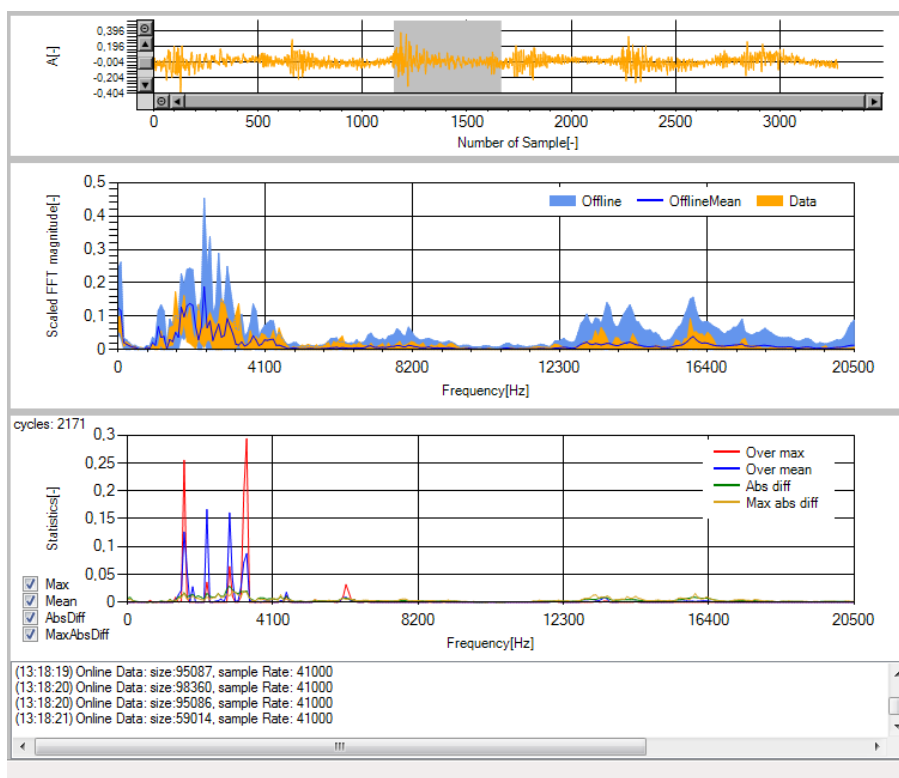 A[-]
0,396
0,196
-0,004
-0,204
-0,404
0 500 1000 1500 2000 2500 3000
Number of Sample[-]
Scaled FFT magnitude[-]
0,5
0,4
0,3
0,2
0,1
0
Offline OfflineMean Data
0 4100 8200 12300 16400 20500
Frequency[Hz]
cycles: 2171
Statistics[-]
0,3
0,25
0,2
0,15
0,1
0,05
0
Over max
Over mean
Abs diff
Max abs diff
Max
Mean
AbsDiff
MaxAbsDiff
0 4100 8200 12300 16400 20500
Frequency[Hz]
(13:18:19) Online Data: size:95087, sample Rate: 41000
(13:18:20) Online Data: size:98360, sample Rate: 41000
(13:18:20) Online Data: size:95086, sample Rate: 41000
(13:18:21) Online Data: size:59014, sample Rate: 41000